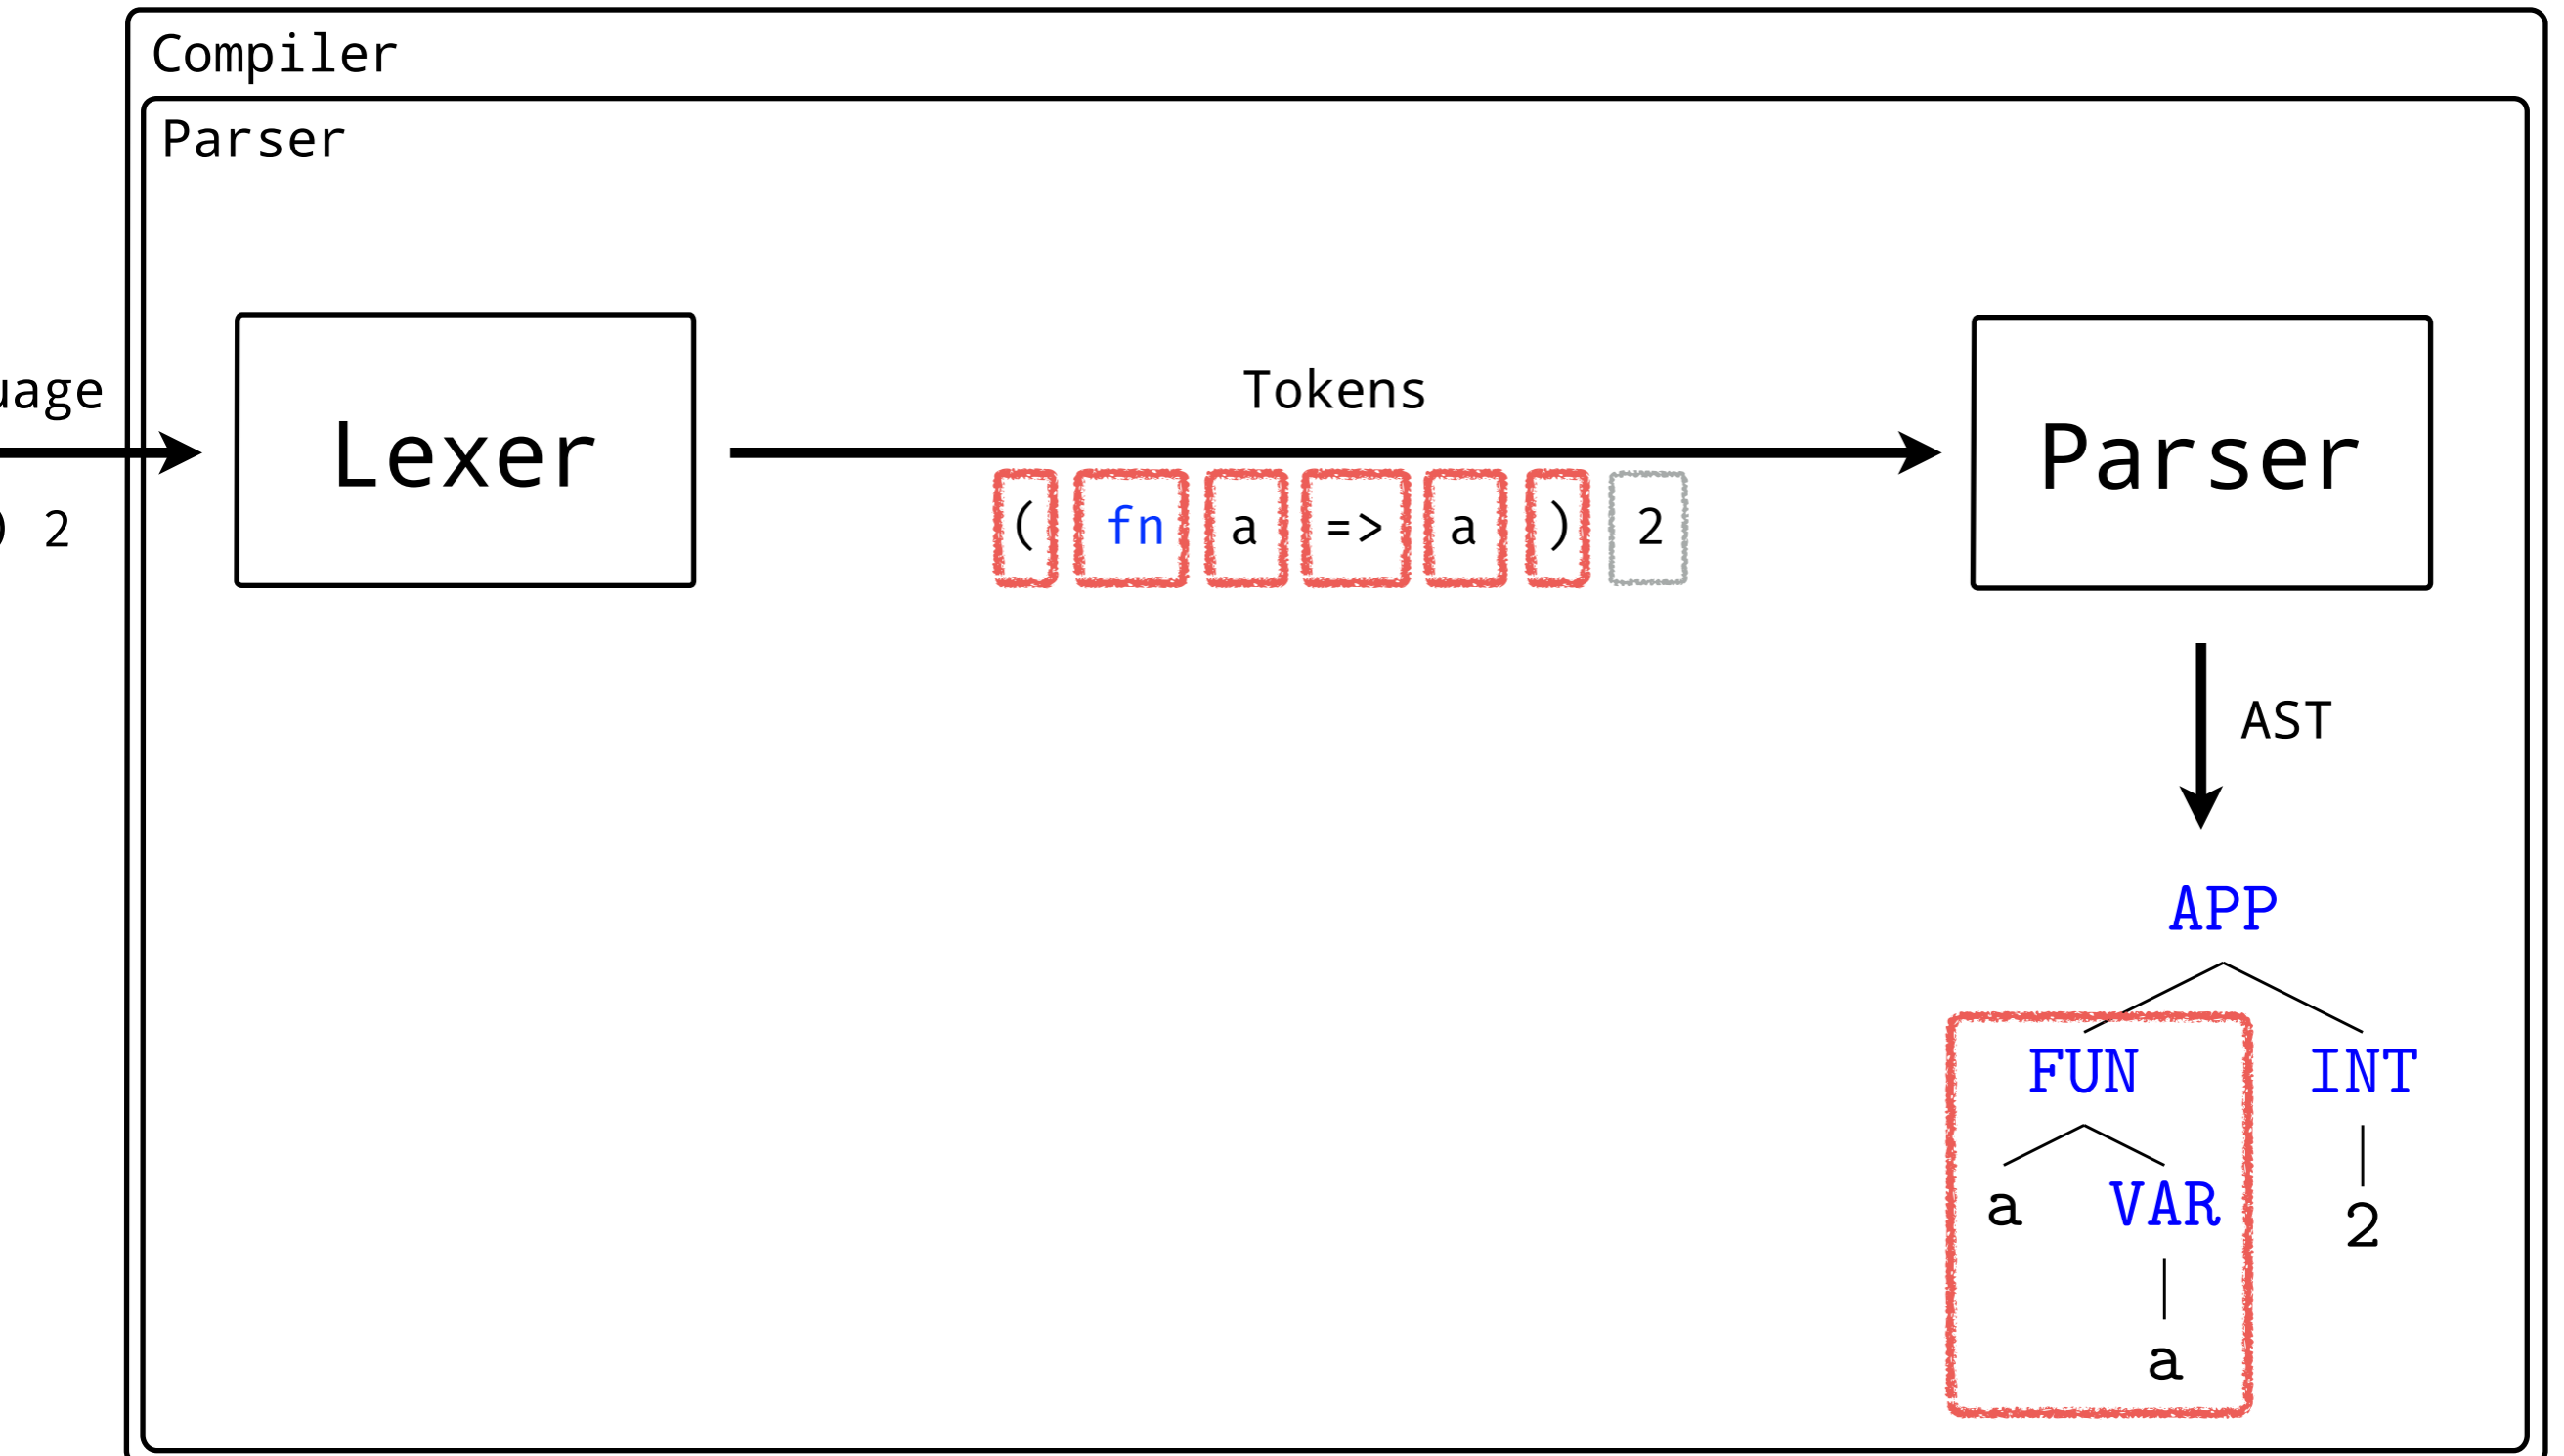 Compiler
Parser
uage
Tokens
Lexer
Parser
) 2
( fn a => a ) 2
AST
APP
FUN INT
a VAR 2
a